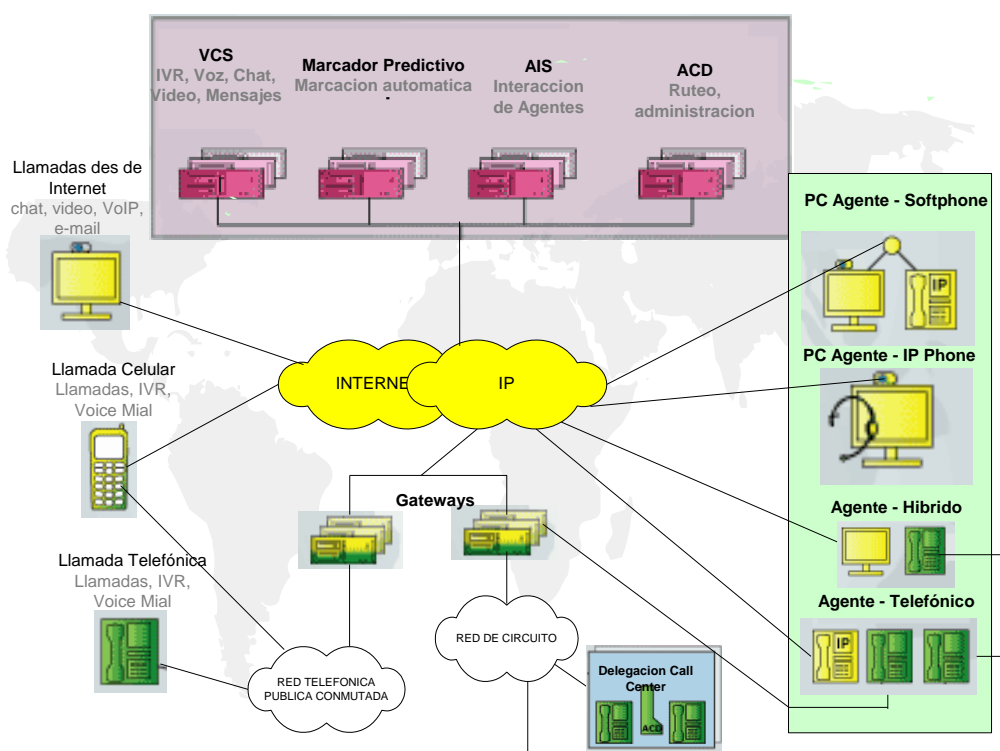 VCS
IVR, Voz, Chat,
Video, Mensajes
Marcador Predictivo
Marcacion automatica
AIS
Interaccion
de Agentes
ACD
Ruteo,
administracion
Llamadas des de
Internet
chat, video, VoIP,
e-mail
Llamada Celular
Llamadas, IVR,
Voice Mial
Llamada Telefónica
Llamadas, IVR,
Voice Mial
INTERNE
IP
Gateways
RED TELEFONICA
PUBLICA CONMUTADA
RED DE CIRCUITO
Delegacion Call
Center
ACD
PC Agente - Softphone
IP
PC Agente - IP Phone
Agente - Hibrido
Agente - Telefónico
IP